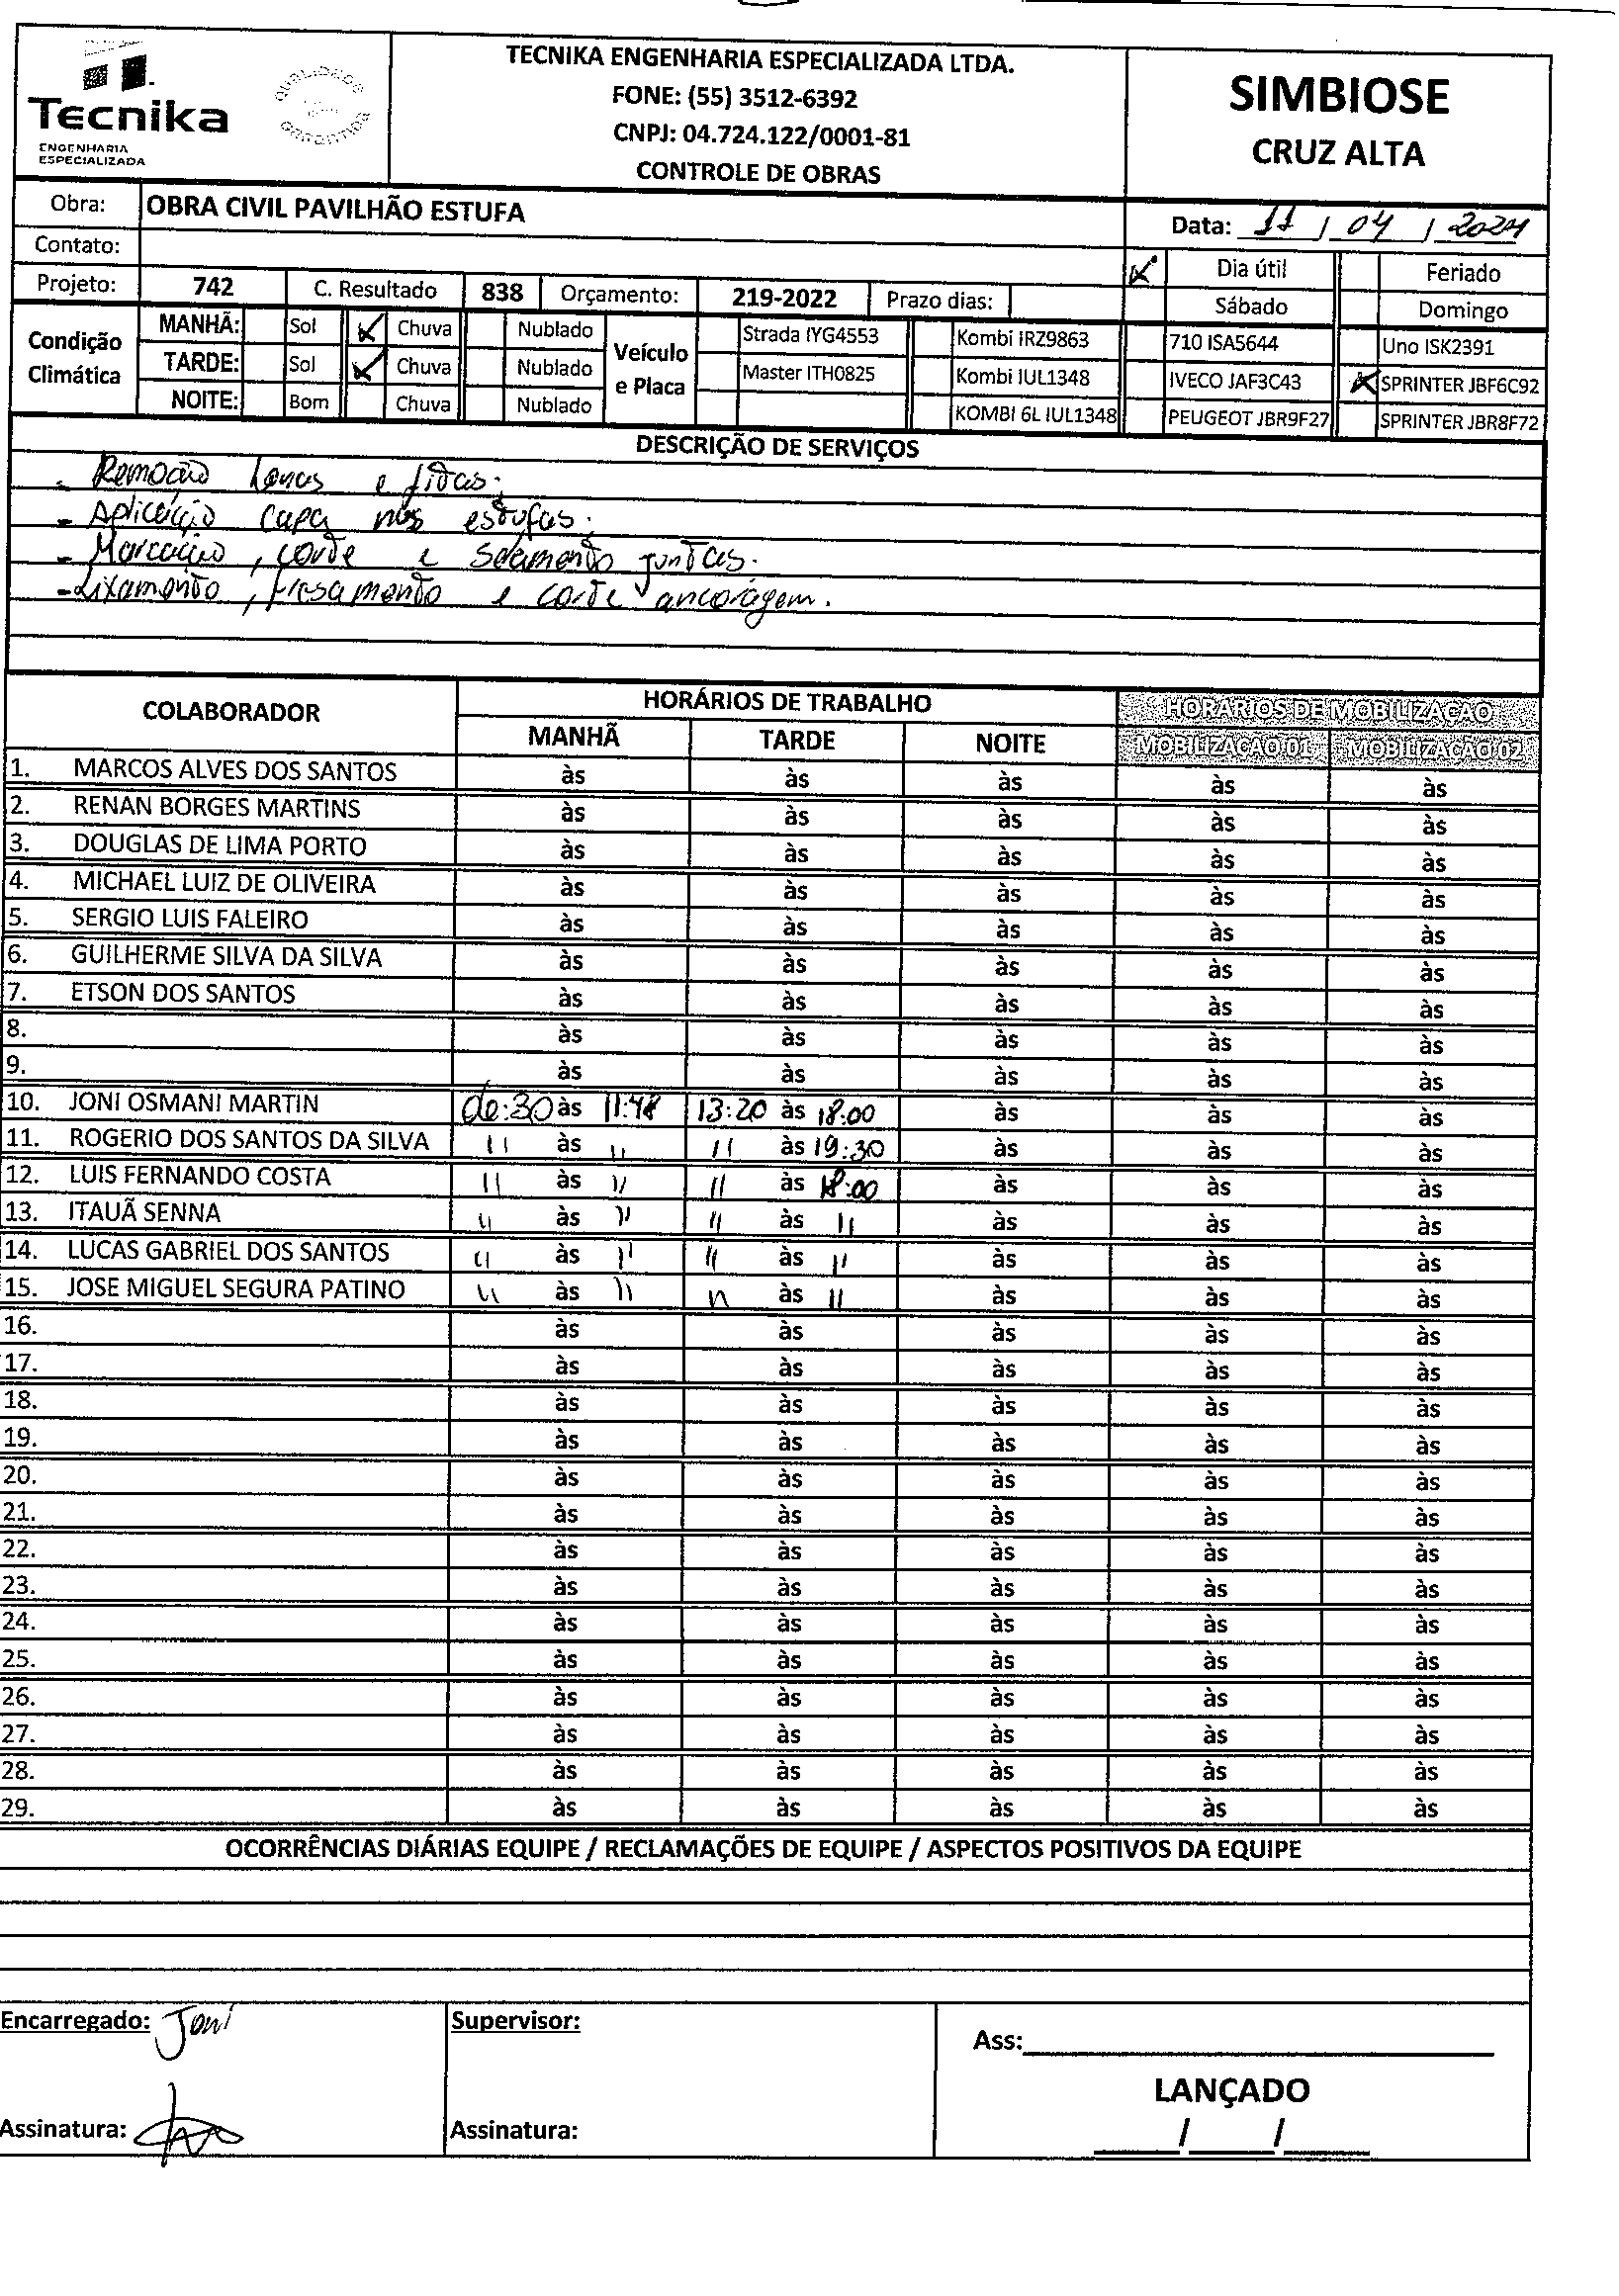 Tecnika
ENGENHARIA
ESPECIALIZADA
QUALIDADE
TECNIKA ENGENHARIA ESPECIALIZADA LTDA.
FONE: (55) 3512-6392
CNPJ: 04.724.122/0001-81
CONTROLE DE OBRAS
SIMBIOSE
CRUZ ALTA
Obra: OBRA CIVIL PAVILHÃO ESTUFA
Data: 11 / 04 / 2024
Contato:
Dia útil Feriado
Projeto: 742 C. Resultado 838 Orçamento: 219-2022 Prazo dias:
Sábado Domingo
Condição Climática
MANHÃ: Sol Chuva Nublado
TARDE: Sol Chuva Nublado
NOITE: Bom Chuva Nublado
Veículo e Placa
Strada IYG4553 Kombi IRZ9863 710 ISA5644 Uno ISK2391
Master ITH0825 Kombi IUL1348 IVECO JAF3C43 SPRINTER JBF6C92
KOMBI 6L IUL1348 PEUGEOT JBR9F27 SPRINTER JBR8F72
DESCRIÇÃO DE SERVIÇOS
- Remoção lonas e fitas;
- Aplicação capa nas estufas;
- Marcação, corte e selamento juntas.
- Lixamento, fresamento e corte ancoragem.
COLABORADOR HORÁRIOS DE TRABALHO HORÁRIOS DE MOBILIZAÇÃO
MANHÃ TARDE NOITE MOBILIZAÇÃO 01 MOBILIZAÇÃO 02
1. MARCOS ALVES DOS SANTOS às às às às às
2. RENAN BORGES MARTINS às às às às às
3. DOUGLAS DE LIMA PORTO às às às às às
4. MICHAEL LUIZ DE OLIVEIRA às às às às às
5. SERGIO LUIS FALEIRO às às às às às
6. GUILHERME SILVA DA SILVA às às às às às
7. ETSON DOS SANTOS às às às às às
8. às às às às às
9. às às às às às
10. JONI OSMANI MARTIN 06:30 às 11:48 13:20 às 18:00 às às às
11. ROGERIO DOS SANTOS DA SILVA " às " " às 19:30 às às às
12. LUIS FERNANDO COSTA " às " " às 18:00 às às às
13. ITAUÃ SENNA " às " " às " às às às
14. LUCAS GABRIEL DOS SANTOS " às " " às " às às às
15. JOSE MIGUEL SEGURA PATINO " às " " às " às às às
16. às às às às às
17. às às às às às
18. às às às às às
19. às às às às às
20. às às às às às
21. às às às às às
22. às às às às às
23. às às às às às
24. às às às às às
25. às às às às às
26. às às às às às
27. às às às às às
28. às às às às às
29. às às às às às
OCORRÊNCIAS DIÁRIAS EQUIPE / RECLAMAÇÕES DE EQUIPE / ASPECTOS POSITIVOS DA EQUIPE
Encarregado: Joni
Supervisor:
Ass:
LANÇADO
Assinatura:
Assinatura:
/ /